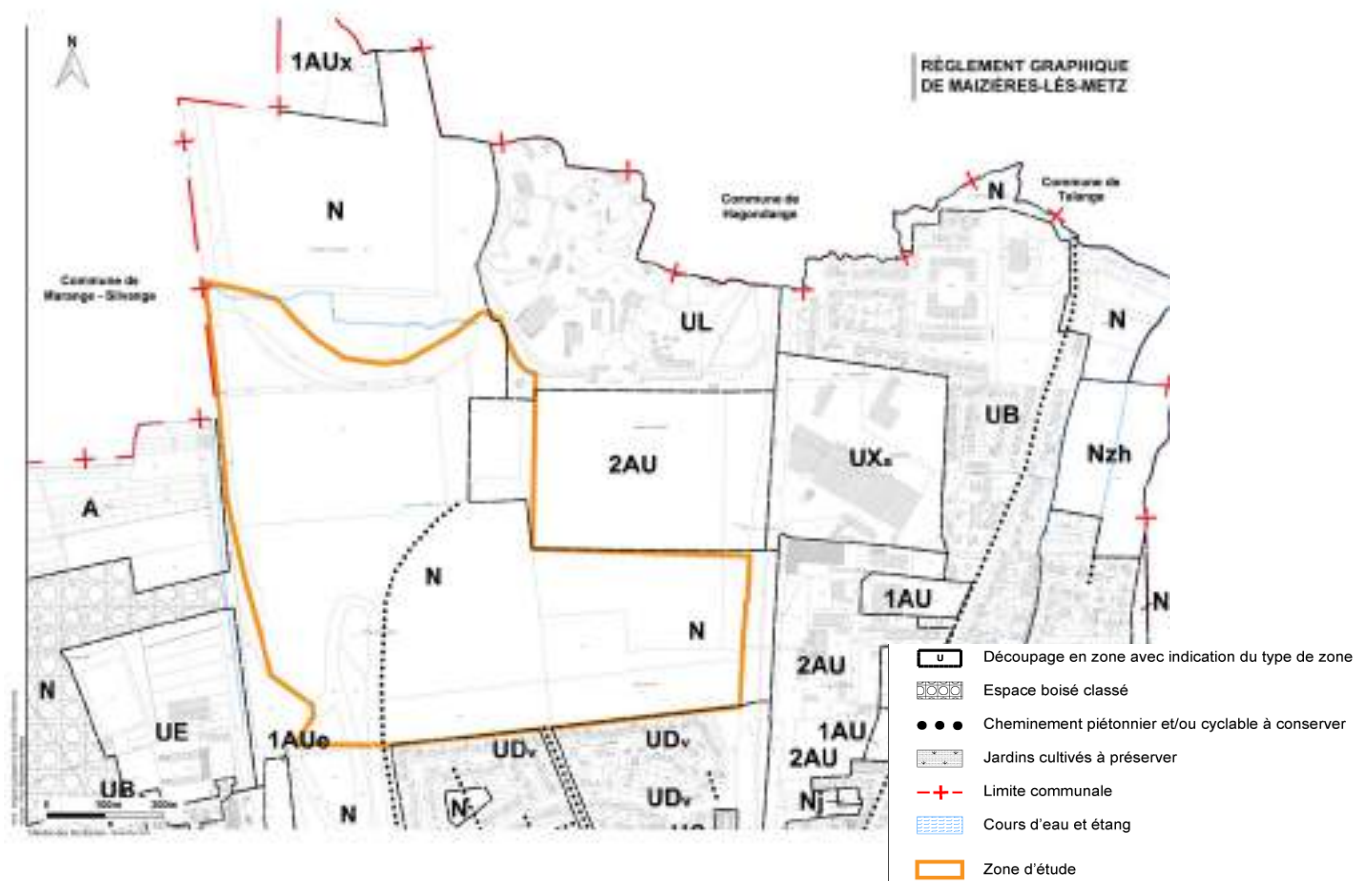 N
1AUx
RÈGLEMENT GRAPHIQUE
DE MAIZIÈRES-LÈS-METZ
N
Commune de
Hagondange
N
Commune de
Talange
Commune de
Marange - Silvange
UL
N
2AU
UXa
UB
Nzh
A
N
N
1AU
N
2AU
N
UE
1AUe
UDv
UDv
1AU
2AU
UB
N
N
UDv
Nj
0 100m 200m
U Découpage en zone avec indication du type de zone
Espace boisé classé
Cheminement piétonnier et/ou cyclable à conserver
Jardins cultivés à préserver
Limite communale
Cours d'eau et étang
Zone d'étude